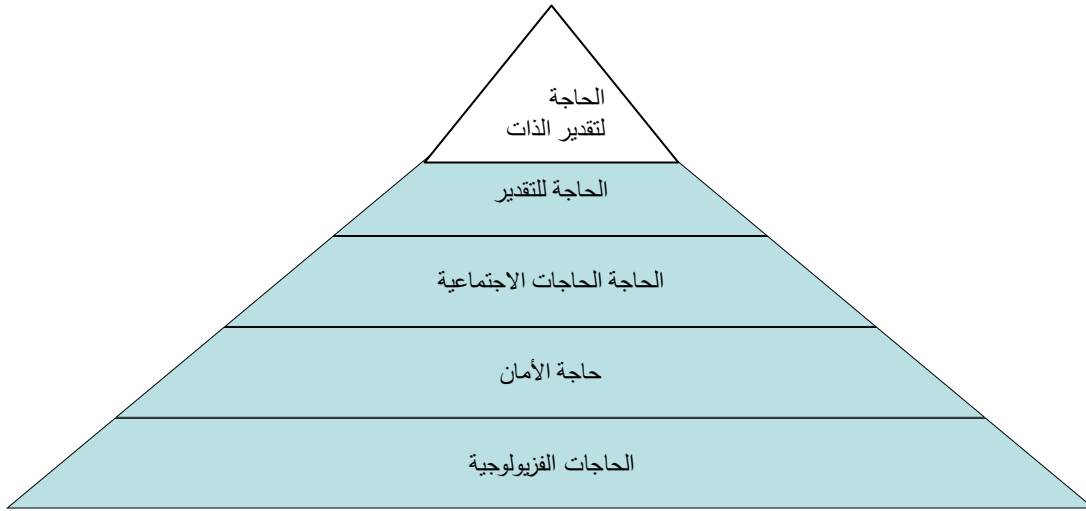 الحاجة
لتقدير الذات
الحاجة للتقدير
الحاجة الحاجات الاجتماعية
حاجة الأمان
الحاجات الفزيولوجية